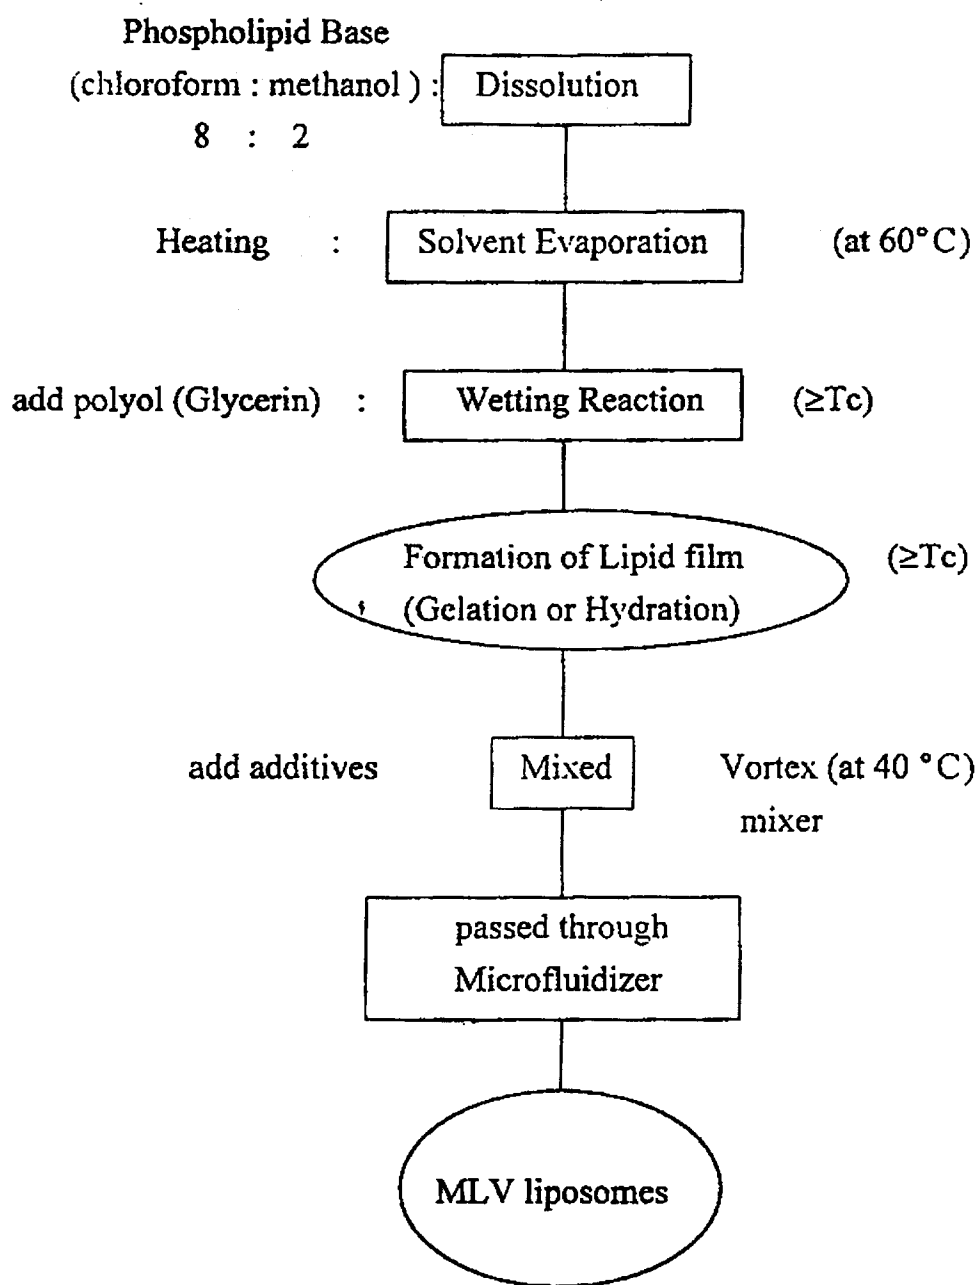 Phospholipid Base
(chloroform : methanol ) : Dissolution
8 : 2
Heating : Solvent Evaporation (at 60°C)
add polyol (Glycerin) : Wetting Reaction (≥Tc)
Formation of Lipid film (≥Tc)
(Gelation or Hydration)
add additives Mixed Vortex (at 40 °C)
mixer
passed through
Microfluidizer
MLV liposomes